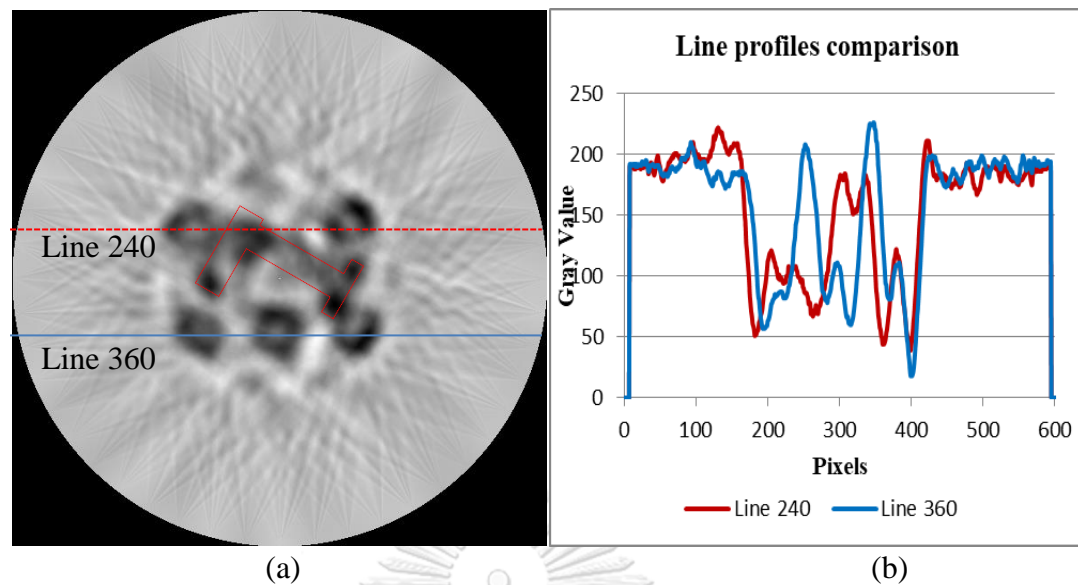 Line 240
Line 360
(a)
Line profiles comparison
Gray Value
250
200
150
100
50
0
0 100 200 300 400 500 600
Pixels
Line 240 Line 360
(b)